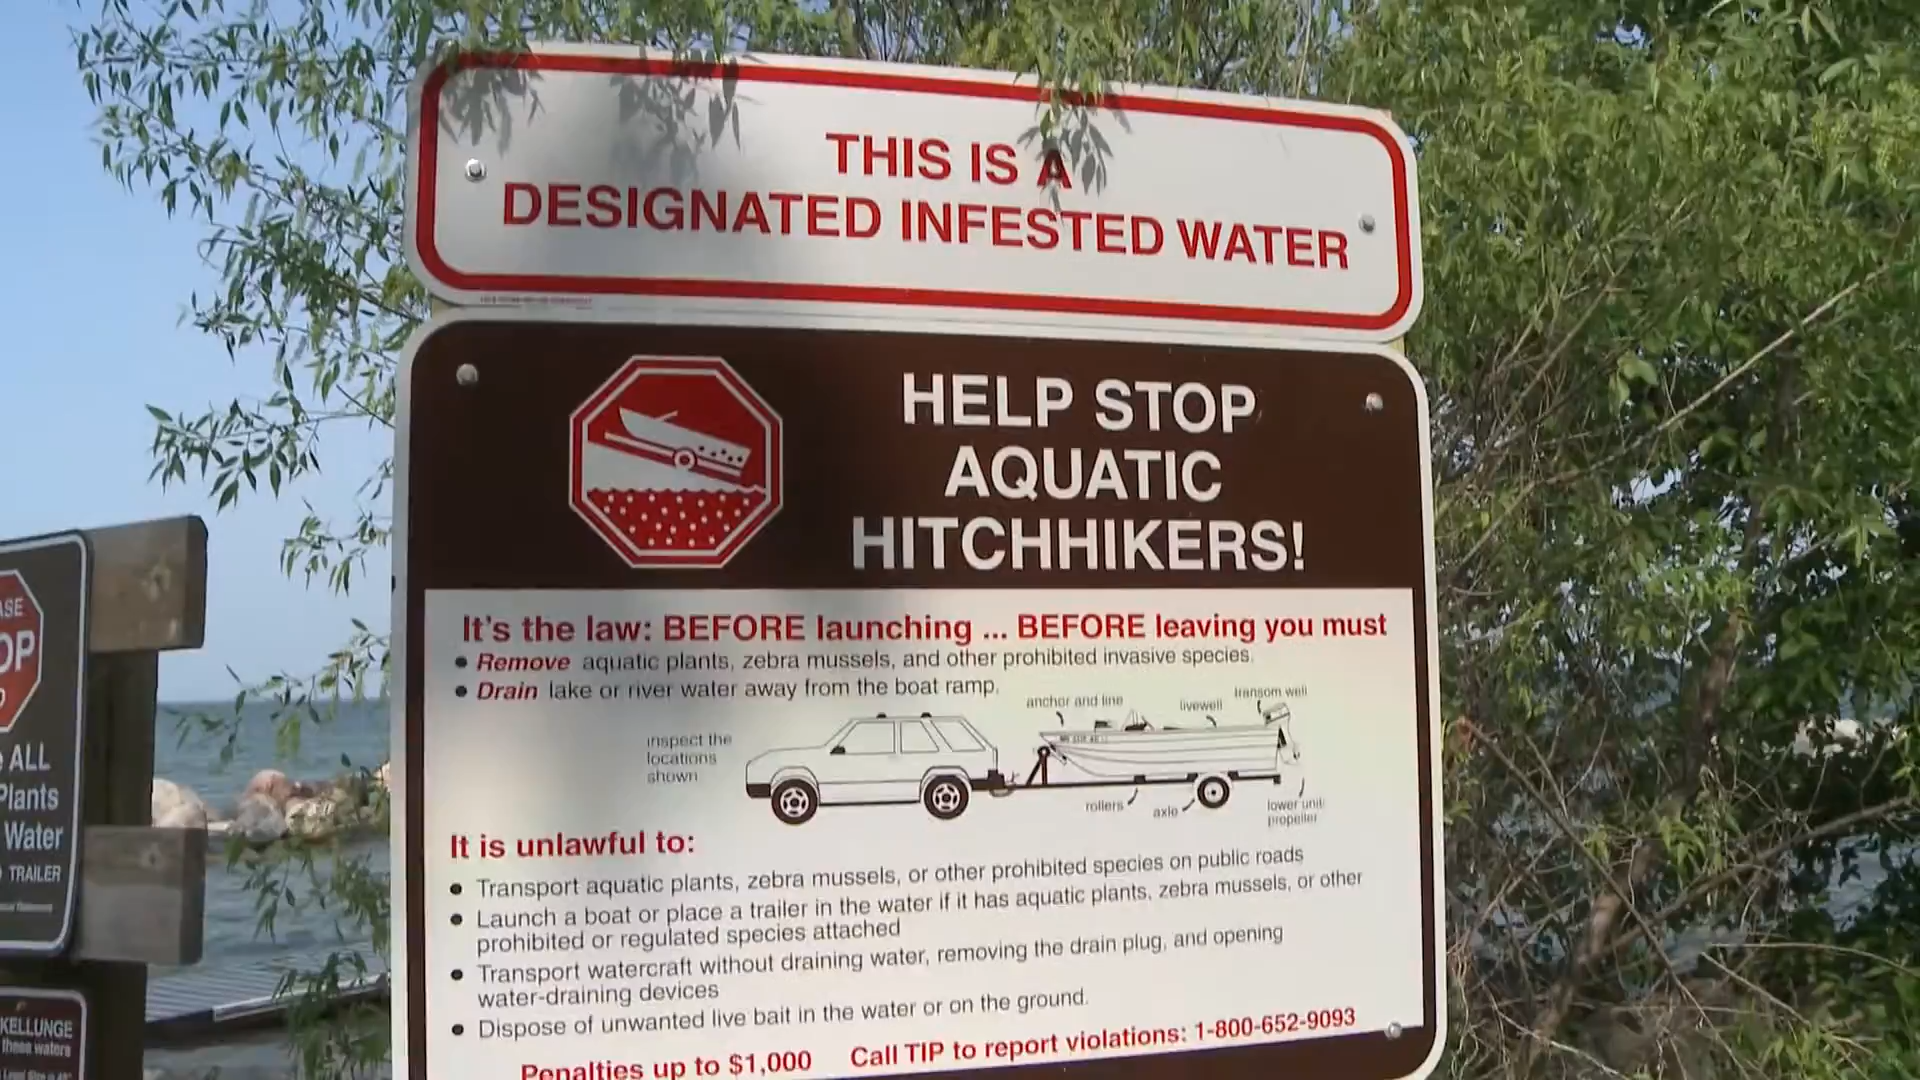 THIS IS A
DESIGNATED INFESTED WATER
HELP STOP
AQUATIC
HITCHHIKERS!
It's the law: BEFORE launching ... BEFORE leaving you must
• Remove aquatic plants, zebra mussels, and other prohibited invasive species.
• Drain lake or river water away from the boat ramp.
inspect the
locations
shown
anchor and line
livewell
transom well
rollers
axle
lower unit
propeller
It is unlawful to:
• Transport aquatic plants, zebra mussels, or other prohibited species on public roads
• Launch a boat or place a trailer in the water if it has aquatic plants, zebra mussels, or other
prohibited or regulated species attached
• Transport watercraft without draining water, removing the drain plug, and opening
water-draining devices
• Dispose of unwanted live bait in the water or on the ground.
Penalties up to $1,000 Call TIP to report violations: 1-800-652-9093
ASE
OP
ALL
Plants
Water
TRAILER
KELLUNGE
these waters